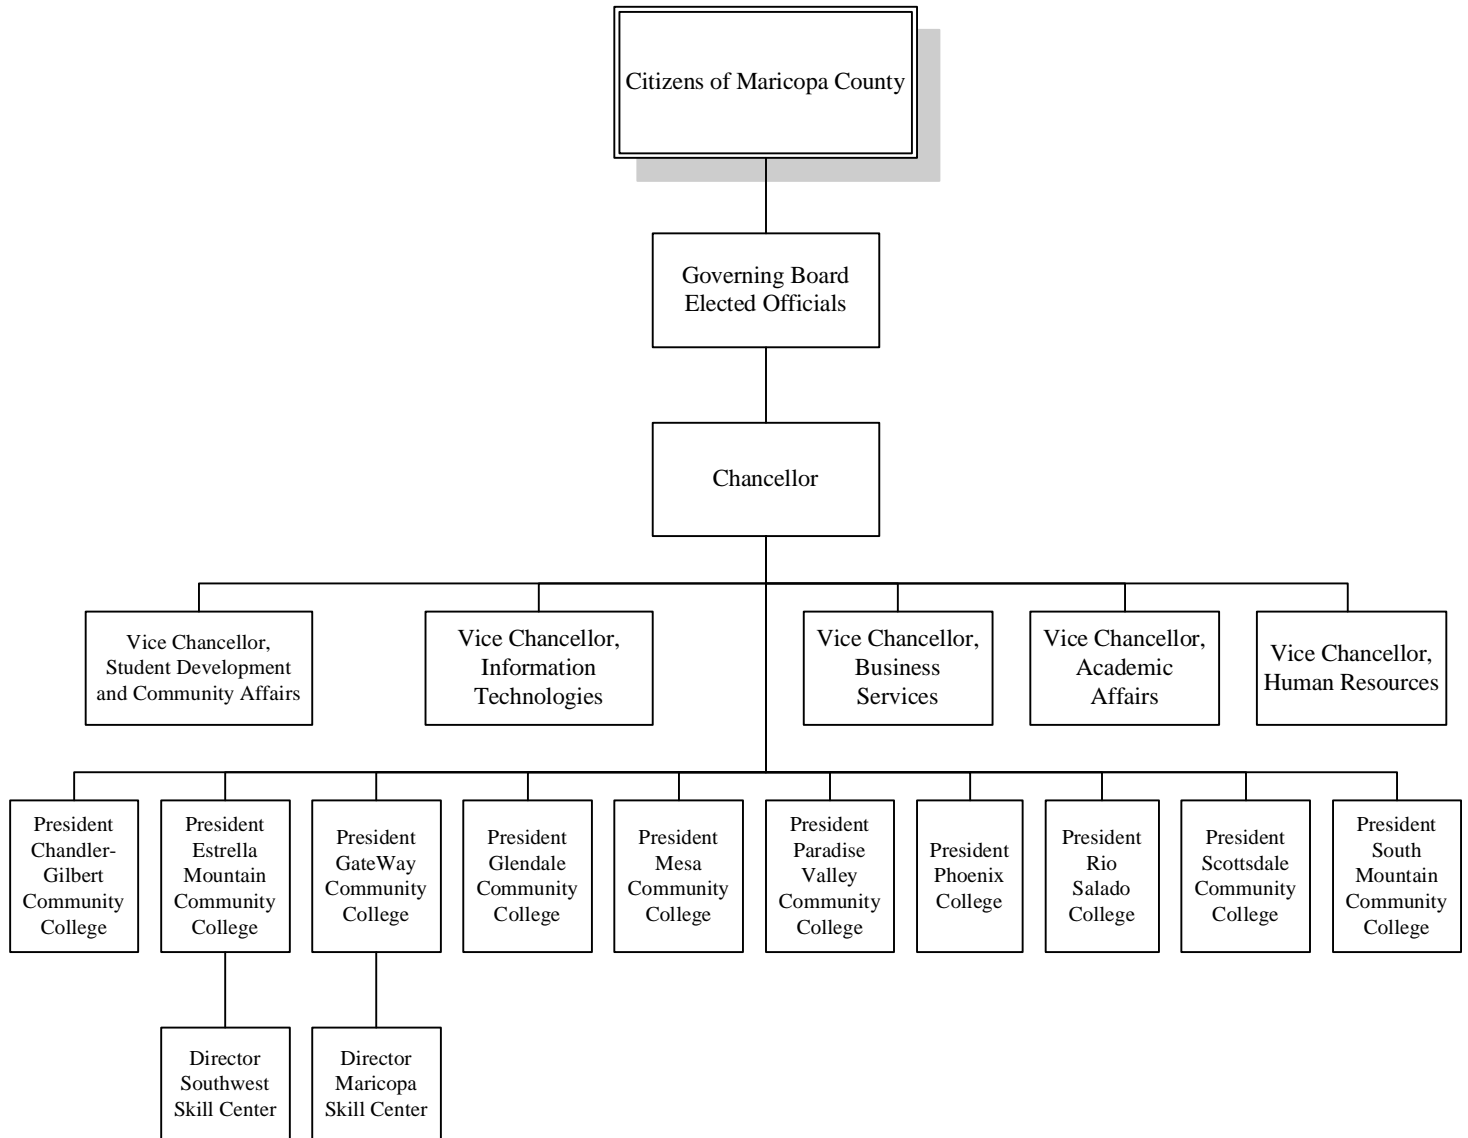 Citizens of Maricopa County
Governing Board
Elected Officials
Chancellor
Vice Chancellor,
Student Development
and Community Affairs
Vice Chancellor,
Information
Technologies
Vice Chancellor,
Business
Services
Vice Chancellor,
Academic
Affairs
Vice Chancellor,
Human Resources
President
Chandler-
Gilbert
Community
College
President
Estrella
Mountain
Community
College
President
GateWay
Community
College
President
Glendale
Community
College
President
Mesa
Community
College
President
Paradise
Valley
Community
College
President
Phoenix
College
President
Rio
Salado
College
President
Scottsdale
Community
College
President
South
Mountain
Community
College
Director
Southwest
Skill Center
Director
Maricopa
Skill Center